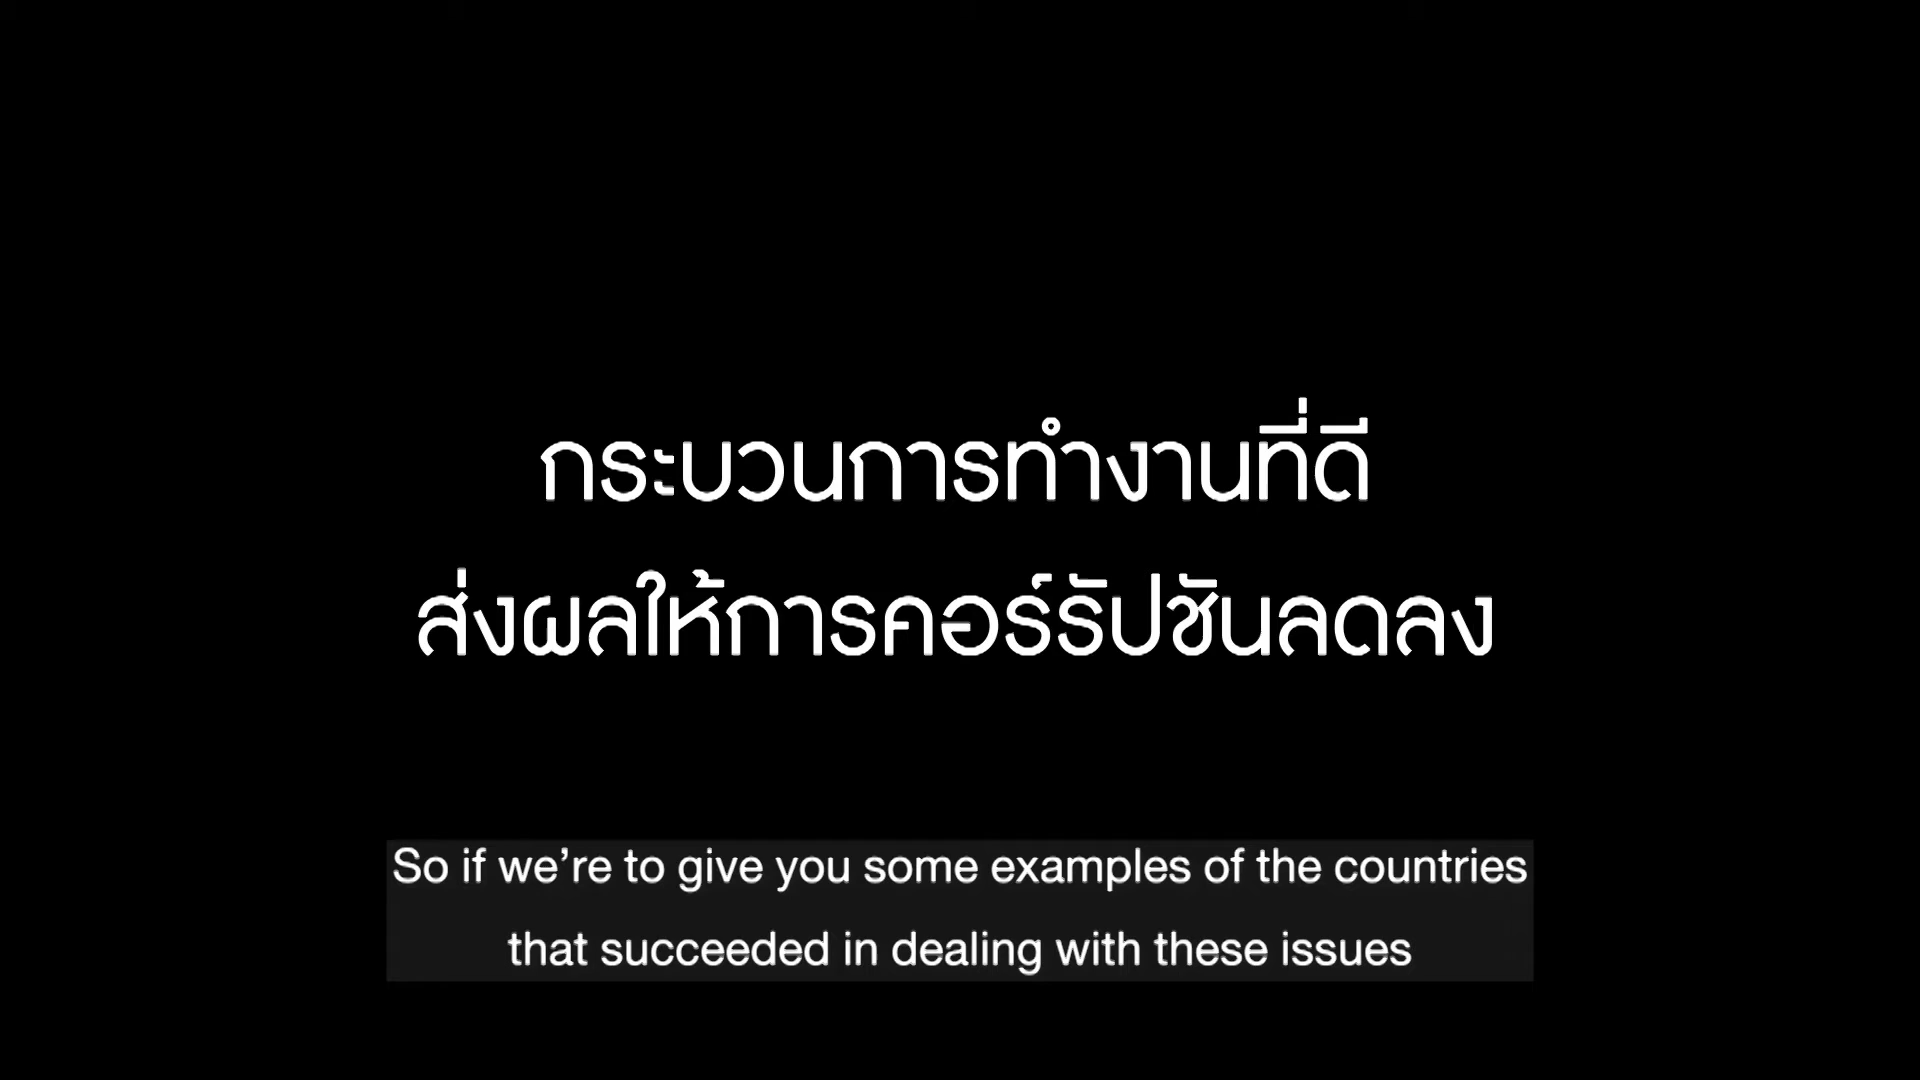 กระบวนการทำงานที่ดี
ส่งผลให้การคอร์รัปชันลดลง
So if we’re to give you some examples of the countries
that succeeded in dealing with these issues